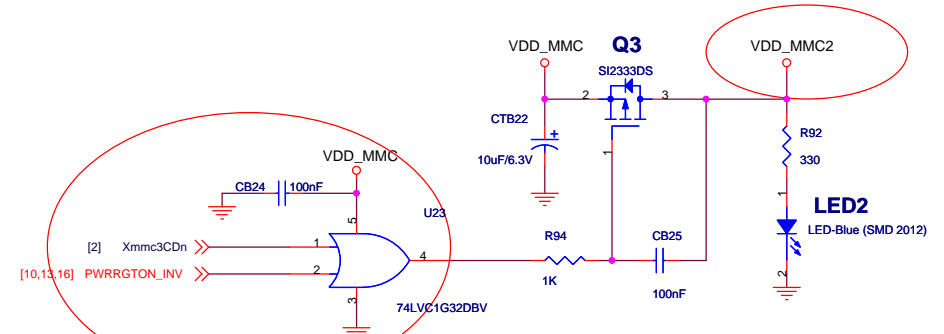 VDD_MMC
Q3
VDD_MMC2
SI2333DS
2
3
CTB22
10uF/6.3V
1
R92
330
1
LED2
LED-Blue (SMD 2012)
2
VDD_MMC
CB24
100nF
5
U23
[2]
Xmmc3CDn
1
4
[10,13,16]
PWRRGTON_INV
2
3
74LVC1G32DBV
R94
1K
CB25
100nF